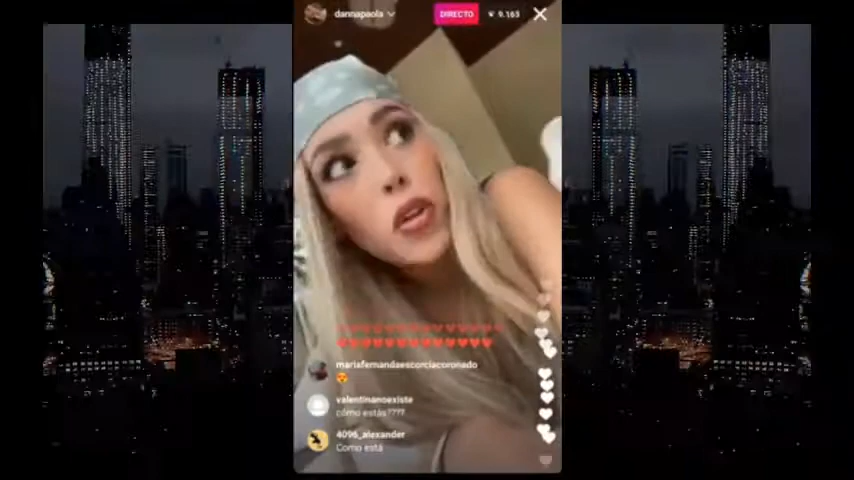 dannapaola
DIRECTO
9.165
mariafernandaescorciacoronado
valentinanoexiste
cómo estás????
4096_alexander
Como está